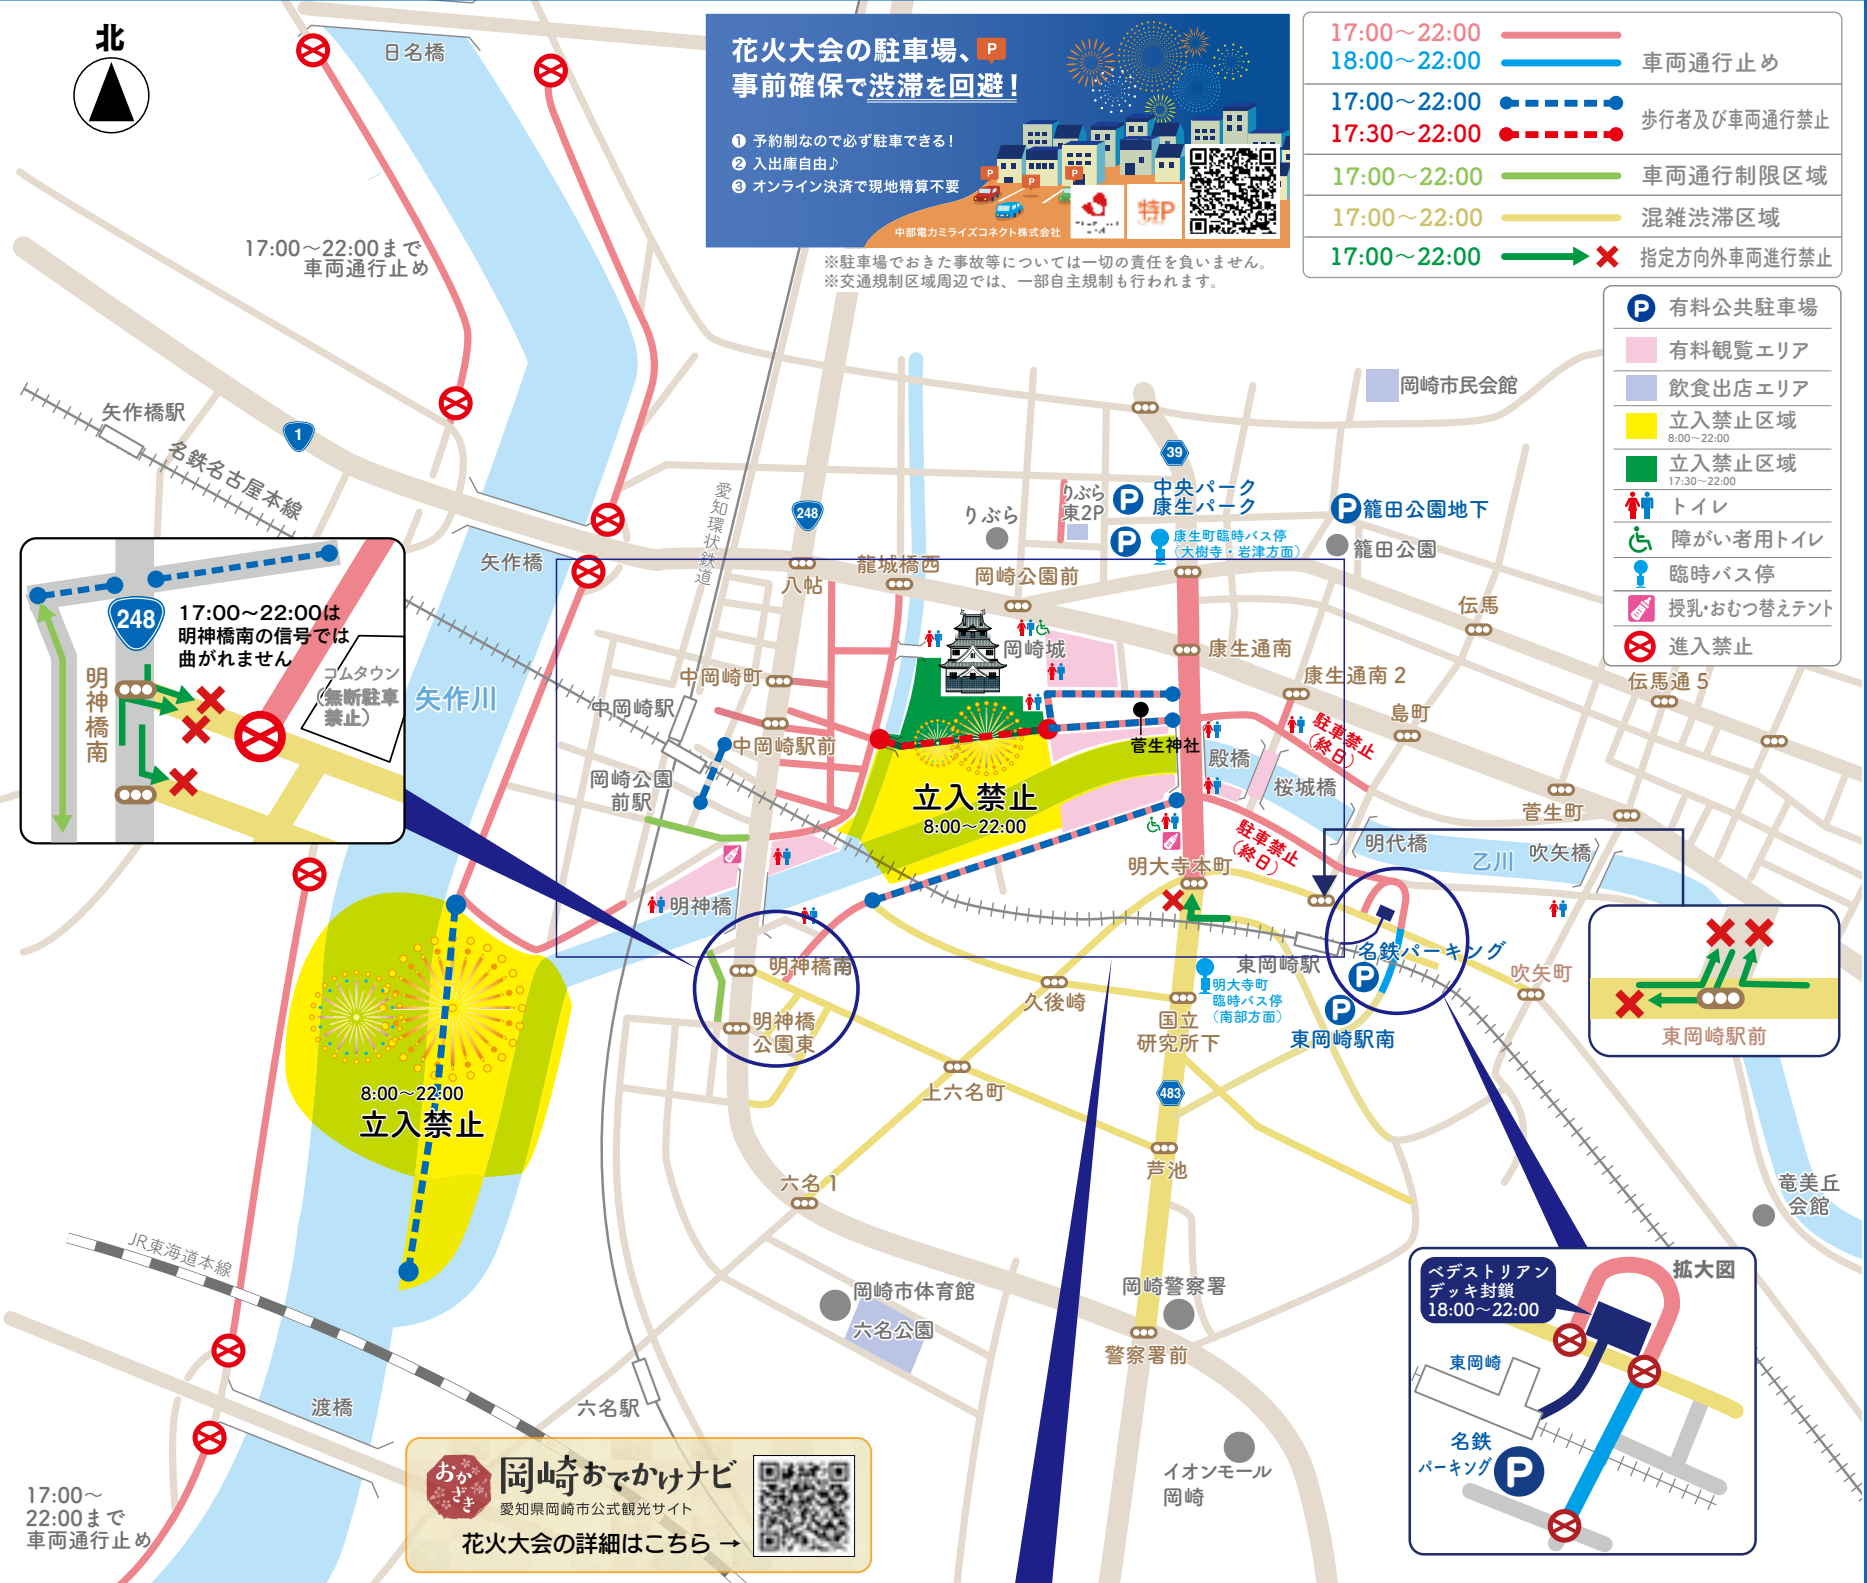 北
日名橋
花火大会の駐車場、P
事前確保で渋滞を回避!
❶ 予約制なので必ず駐車できる!
❷ 入出庫自由♪
❸ オンライン決済で現地精算不要
P
P
P
特P
中部電力ミライズコネクト株式会社
※駐車場でおきた事故等については一切の責任を負いません。
※交通規制区域周辺では、一部自主規制も行われます。
17:00〜22:00
18:00〜22:00
車両通行止め
17:00〜22:00
17:30〜22:00
歩行者及び車両通行禁止
17:00〜22:00
車両通行制限区域
17:00〜22:00
混雑渋滞区域
17:00〜22:00
指定方向外車両進行禁止
P 有料公共駐車場
有料観覧エリア
飲食出店エリア
立入禁止区域
8:00〜22:00
立入禁止区域
17:30〜22:00
トイレ
障がい者用トイレ
臨時バス停
授乳・おむつ替えテント
進入禁止
17:00〜22:00まで
車両通行止め
矢作橋駅
名鉄名古屋本線
1
矢作橋
愛知環状鉄道
248
八帖
龍城橋西
りぶら
りぶら
東2P
39
P
中央パーク
康生パーク
P
康生町臨時バス停
(大樹寺・岩津方面)
岡崎市民会館
P
籠田公園地下
籠田公園
岡崎公園前
伝馬
岡崎城
康生通南
康生通南2
伝馬通5
島町
248
17:00〜22:00は
明神橋南の信号では
曲がれません
明神橋南
コムタウン
(無断駐車
禁止)
矢作川
中岡崎町
中岡崎駅
中岡崎駅前
岡崎公園
前駅
菅生神社
殿橋
桜城橋
駐車禁止
(終日)
駐車禁止
(終日)
立入禁止
8:00〜22:00
菅生町
明代橋
吹矢橋
乙川
明大寺本町
明神橋
明神橋南
明神橋
公園東
東岡崎駅
名鉄パーキング
P
P
東岡崎駅南
明大寺町
臨時バス停
(南部方面)
久後崎
国立
研究所下
吹矢町
東岡崎駅前
8:00〜22:00
立入禁止
上六名町
483
芦池
六名1
竜美丘
会館
JR東海道本線
岡崎市体育館
六名公園
岡崎警察署
警察署前
六名駅
渡橋
イオンモール
岡崎
17:00〜
22:00まで
車両通行止め
おかざき
岡崎おでかけナビ
愛知県岡崎市公式観光サイト
花火大会の詳細はこちら →
ペデストリアン
デッキ封鎖
18:00〜22:00
拡大図
東岡崎
名鉄
パーキング
P